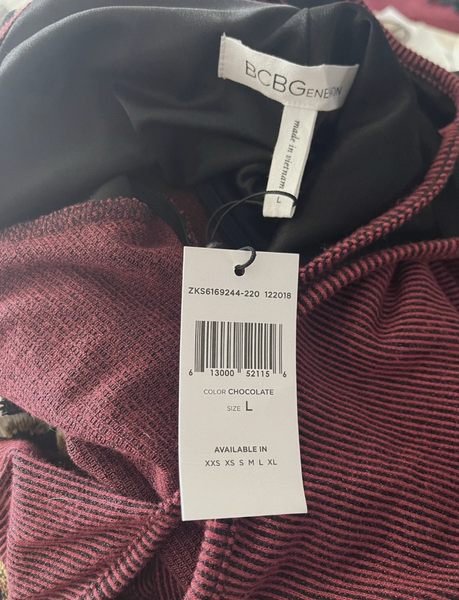 BCBGENERATION
made in vietnam
L
ZKS6169244-220 122018
6 13000 52115 6
COLOR CHOCOLATE
SIZE L
AVAILABLE IN
XXS XS S M L XL